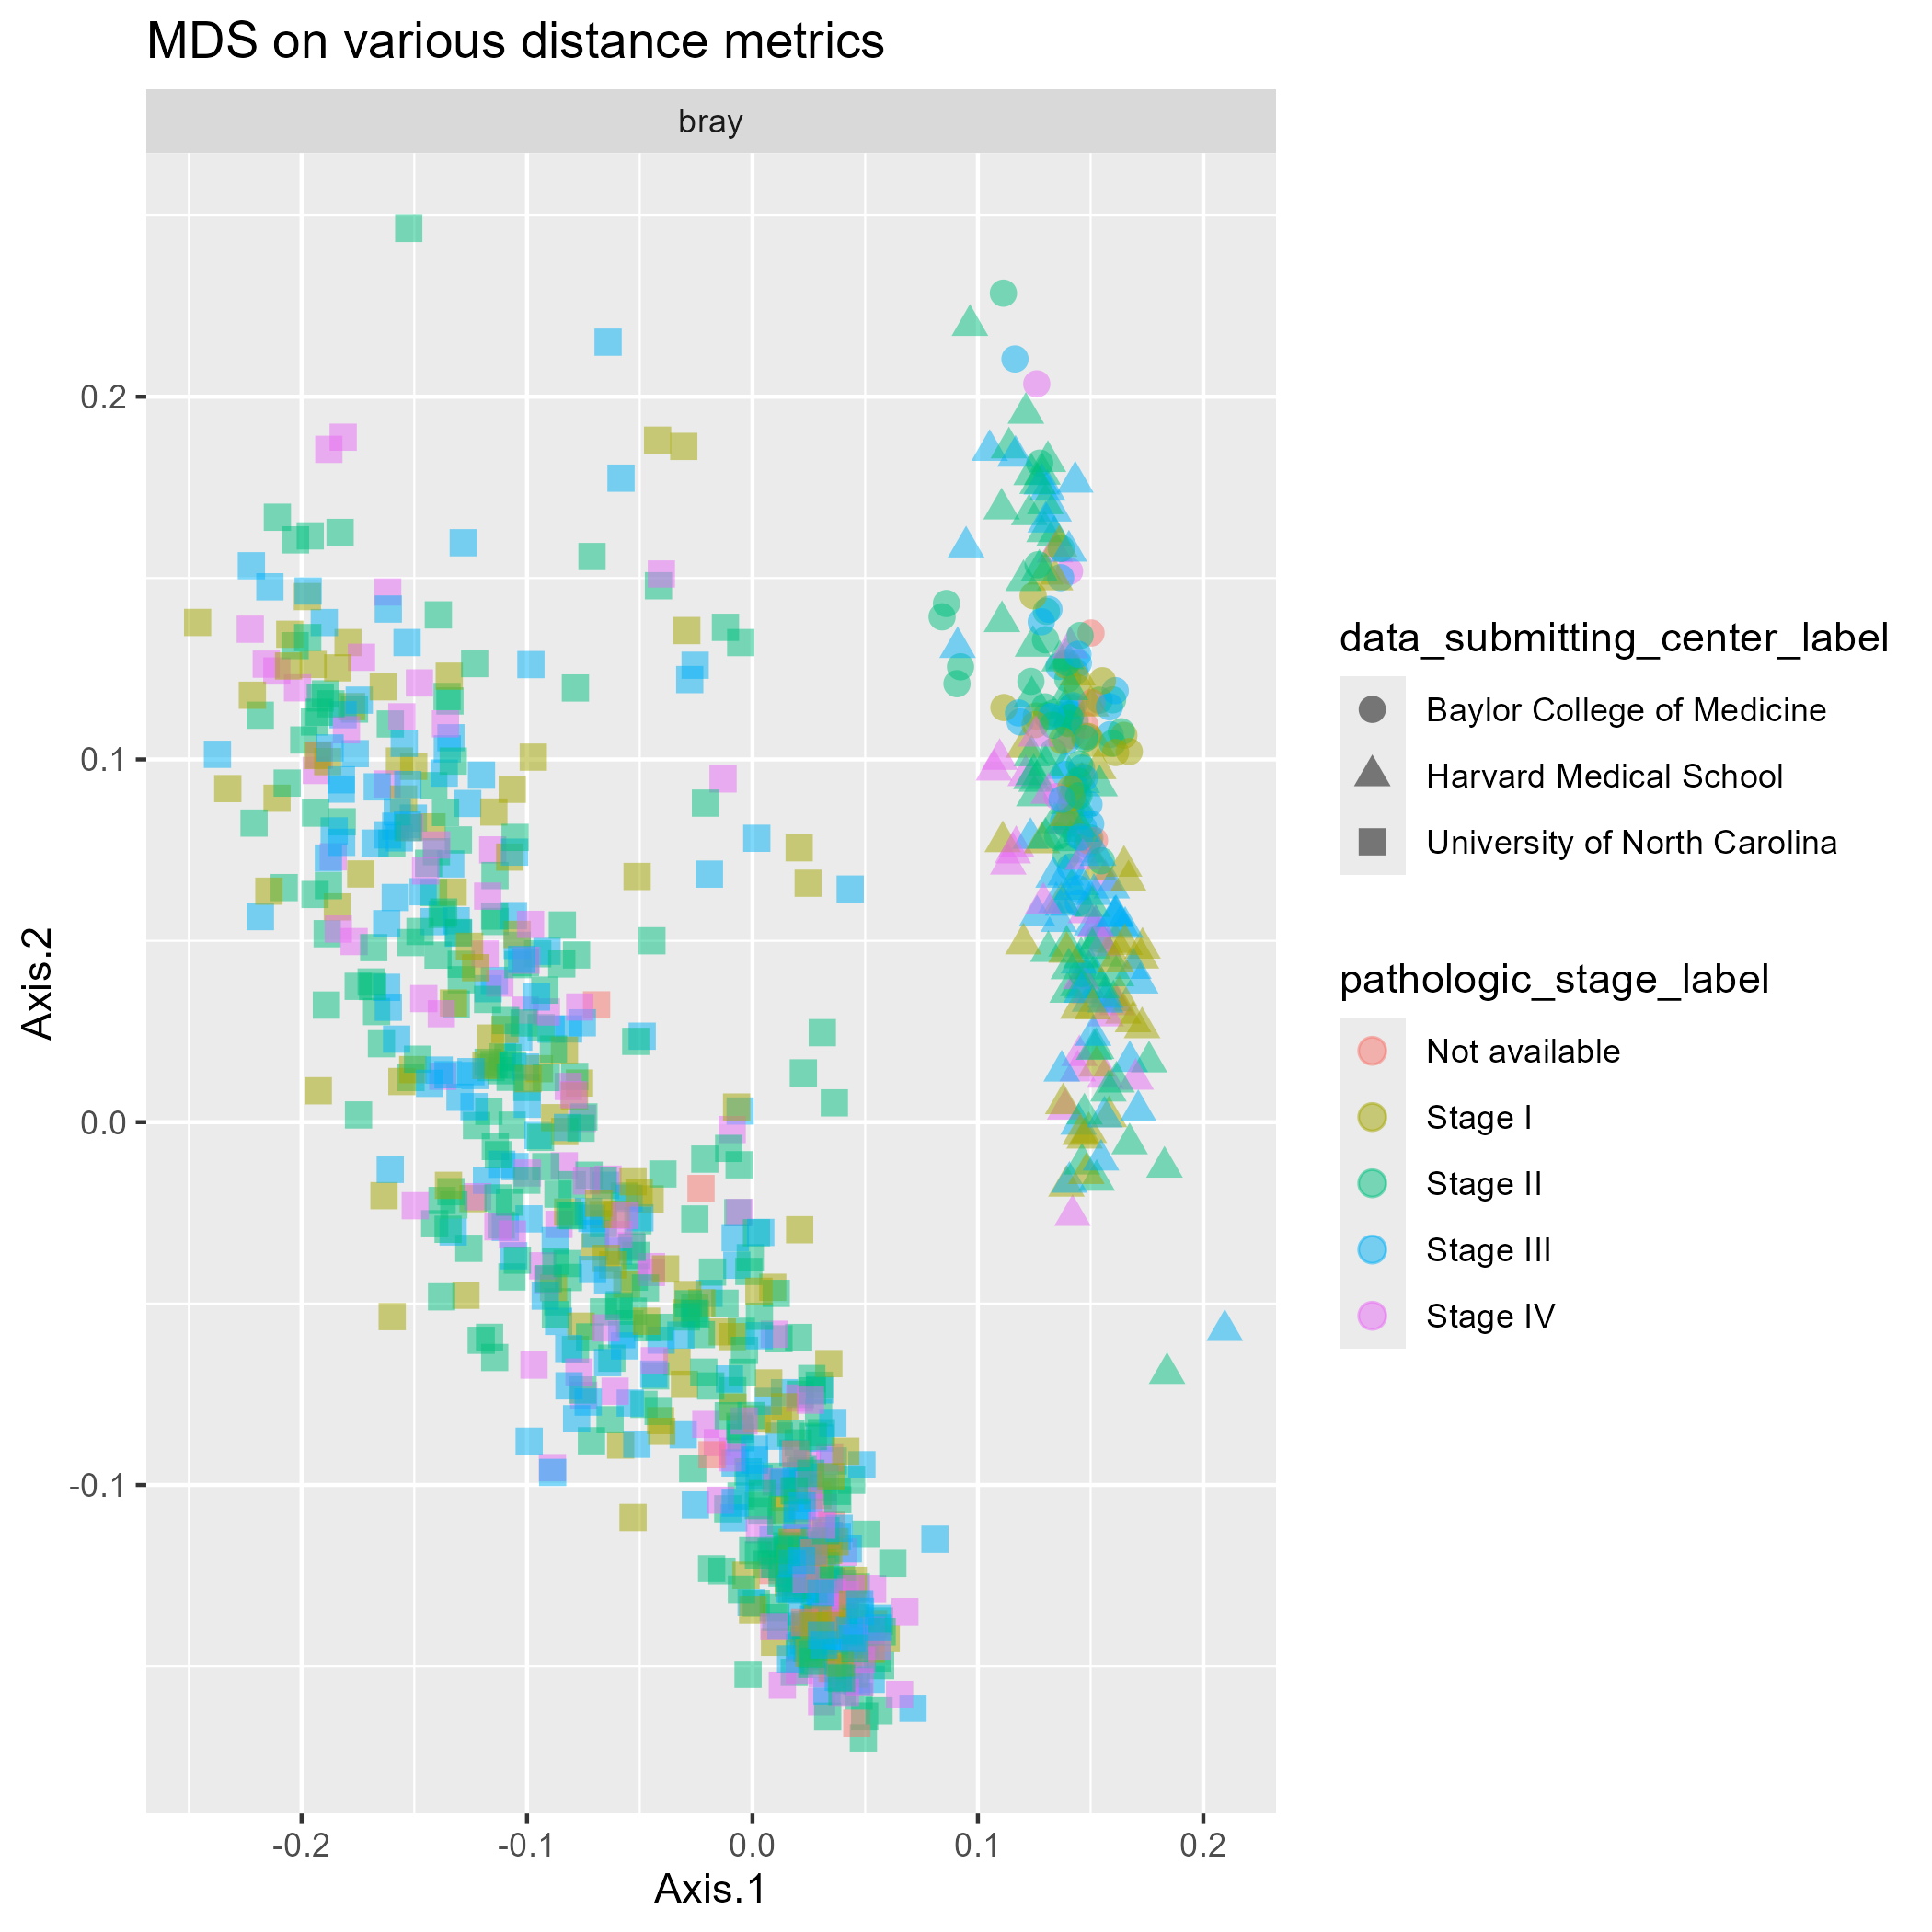 MDS on various distance metrics
bray
Axis.2
0.2
0.1
0.0
-0.1
-0.2
-0.1
0.0
0.1
0.2
Axis.1
data_submitting_center_label
Baylor College of Medicine
Harvard Medical School
University of North Carolina
pathologic_stage_label
Not available
Stage I
Stage II
Stage III
Stage IV